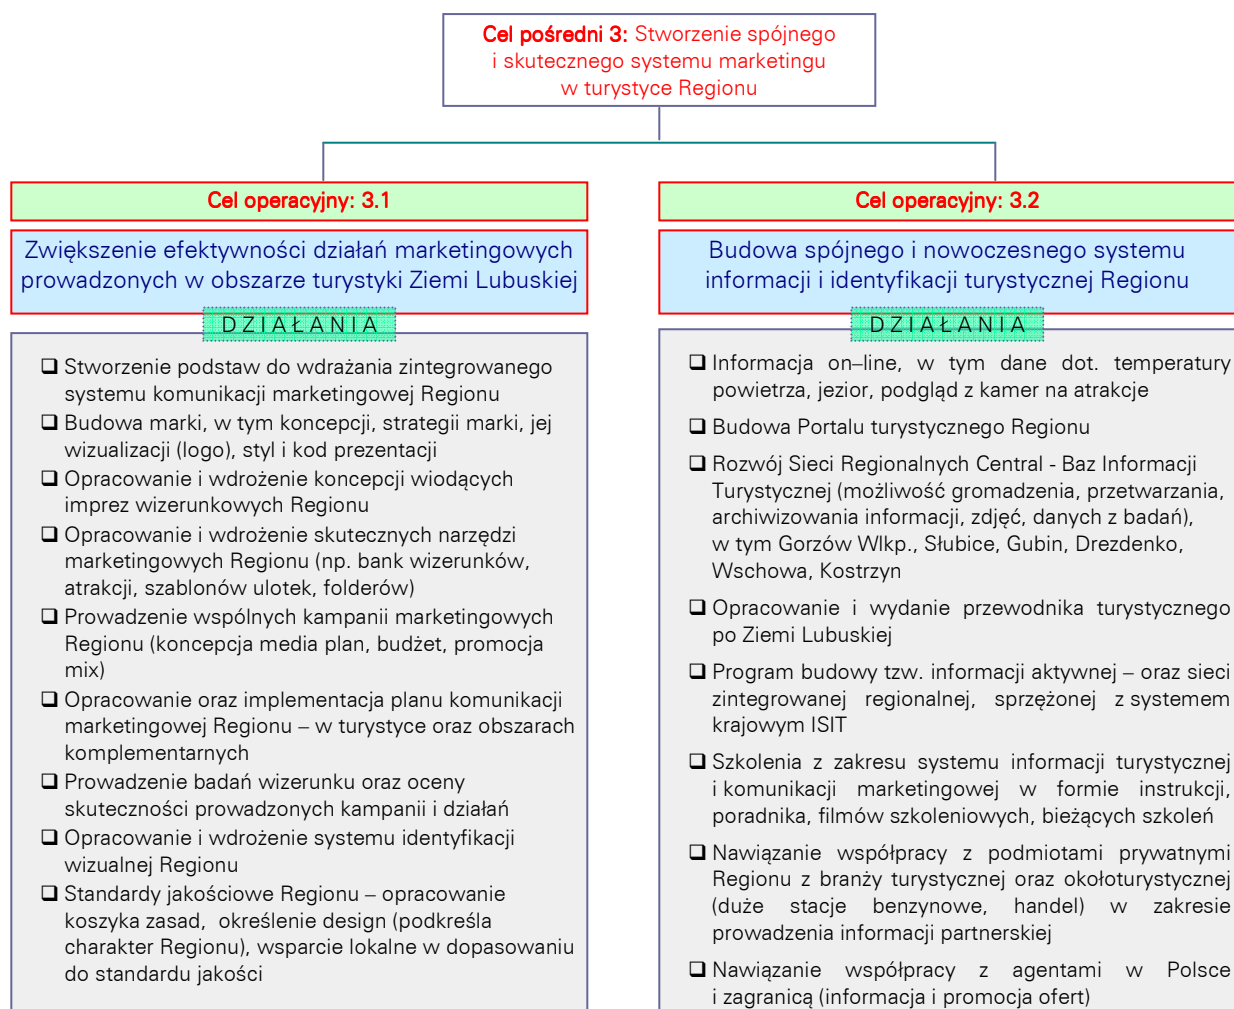 Cel pośredni 3: Stworzenie spójnego
i skutecznego systemu marketingu
w turystyce Regionu
Cel operacyjny: 3.1
Zwiększenie efektywności działań marketingowych
prowadzonych w obszarze turystyki Ziemi Lubuskiej
DZIAŁANIA
❑ Stworzenie podstaw do wdrażania zintegrowanego
systemu komunikacji marketingowej Regionu
❑ Budowa marki, w tym koncepcji, strategii marki, jej
wizualizacji (logo), styl i kod prezentacji
❑ Opracowanie i wdrożenie koncepcji wiodących
imprez wizerunkowych Regionu
❑ Opracowanie i wdrożenie skutecznych narzędzi
marketingowych Regionu (np. bank wizerunków,
atrakcji, szablonów ulotek, folderów)
❑ Prowadzenie wspólnych kampanii marketingowych
Regionu (koncepcja media plan, budżet, promocja
mix)
❑ Opracowanie oraz implementacja planu komunikacji
marketingowej Regionu – w turystyce oraz obszarach
komplementarnych
❑ Prowadzenie badań wizerunku oraz oceny
skuteczności prowadzonych kampanii i działań
❑ Opracowanie i wdrożenie systemu identyfikacji
wizualnej Regionu
❑ Standardy jakościowe Regionu – opracowanie
koszyka zasad, określenie design (podkreśla
charakter Regionu), wsparcie lokalne w dopasowaniu
do standardu jakości
Cel operacyjny: 3.2
Budowa spójnego i nowoczesnego systemu
informacji i identyfikacji turystycznej Regionu
DZIAŁANIA
❑ Informacja on–line, w tym dane dot. temperatury
powietrza, jezior, podgląd z kamer na atrakcje
❑ Budowa Portalu turystycznego Regionu
❑ Rozwój Sieci Regionalnych Central - Baz Informacji
Turystycznej (możliwość gromadzenia, przetwarzania,
archiwizowania informacji, zdjęć, danych z badań),
w tym Gorzów Wlkp., Słubice, Gubin, Drezdenko,
Wschowa, Kostrzyn
❑ Opracowanie i wydanie przewodnika turystycznego
po Ziemi Lubuskiej
❑ Program budowy tzw. informacji aktywnej – oraz sieci
zintegrowanej regionalnej, sprzężonej z systemem
krajowym ISIT
❑ Szkolenia z zakresu systemu informacji turystycznej
i komunikacji marketingowej w formie instrukcji,
poradnika, filmów szkoleniowych, bieżących szkoleń
❑ Nawiązanie współpracy z podmiotami prywatnymi
Regionu z branży turystycznej oraz okołoturystycznej
(duże stacje benzynowe, handel) w zakresie
prowadzenia informacji partnerskiej
❑ Nawiązanie współpracy z agentami w Polsce
i zagranicą (informacja i promocja ofert)